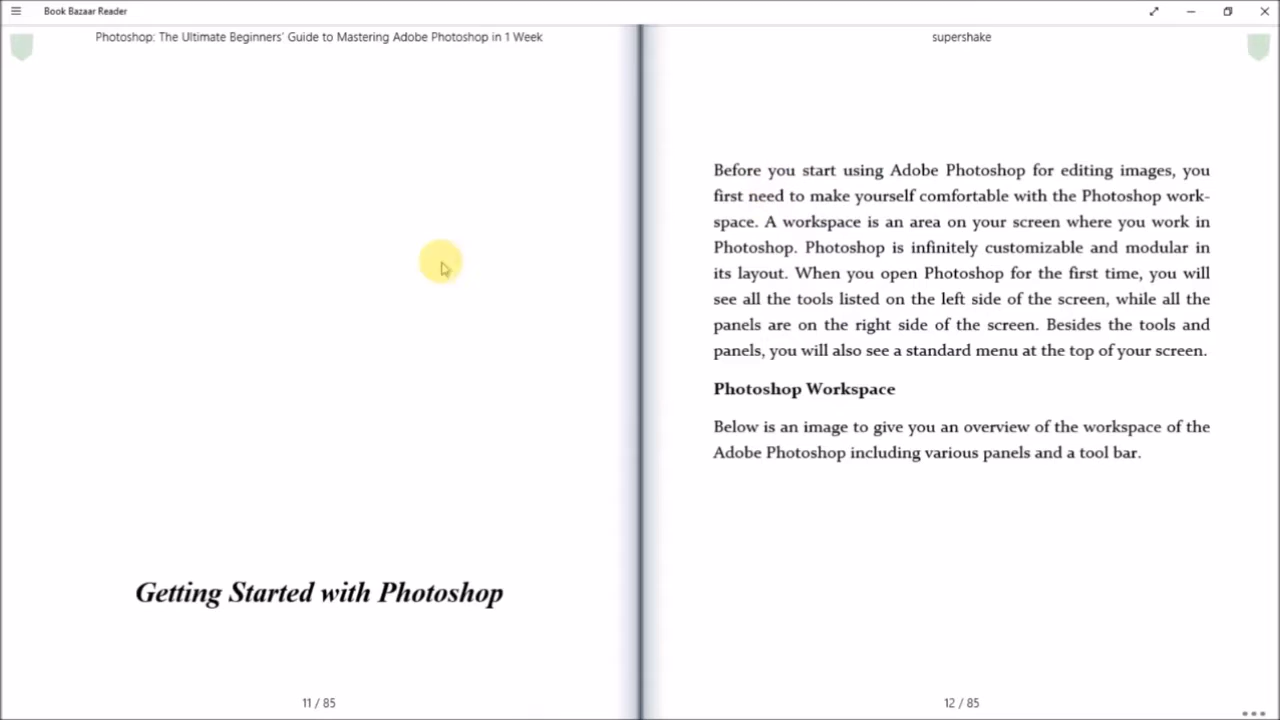 Book Bazaar Reader
Photoshop: The Ultimate Beginners' Guide to Mastering Adobe Photoshop in 1 Week
Getting Started with Photoshop
11 / 85
supershake
Before you start using Adobe Photoshop for editing images, you
first need to make yourself comfortable with the Photoshop work-
space. A workspace is an area on your screen where you work in
Photoshop. Photoshop is infinitely customizable and modular in
its layout. When you open Photoshop for the first time, you will
see all the tools listed on the left side of the screen, while all the
panels are on the right side of the screen. Besides the tools and
panels, you will also see a standard menu at the top of your screen.
Photoshop Workspace
Below is an image to give you an overview of the workspace of the
Adobe Photoshop including various panels and a tool bar.
12 / 85